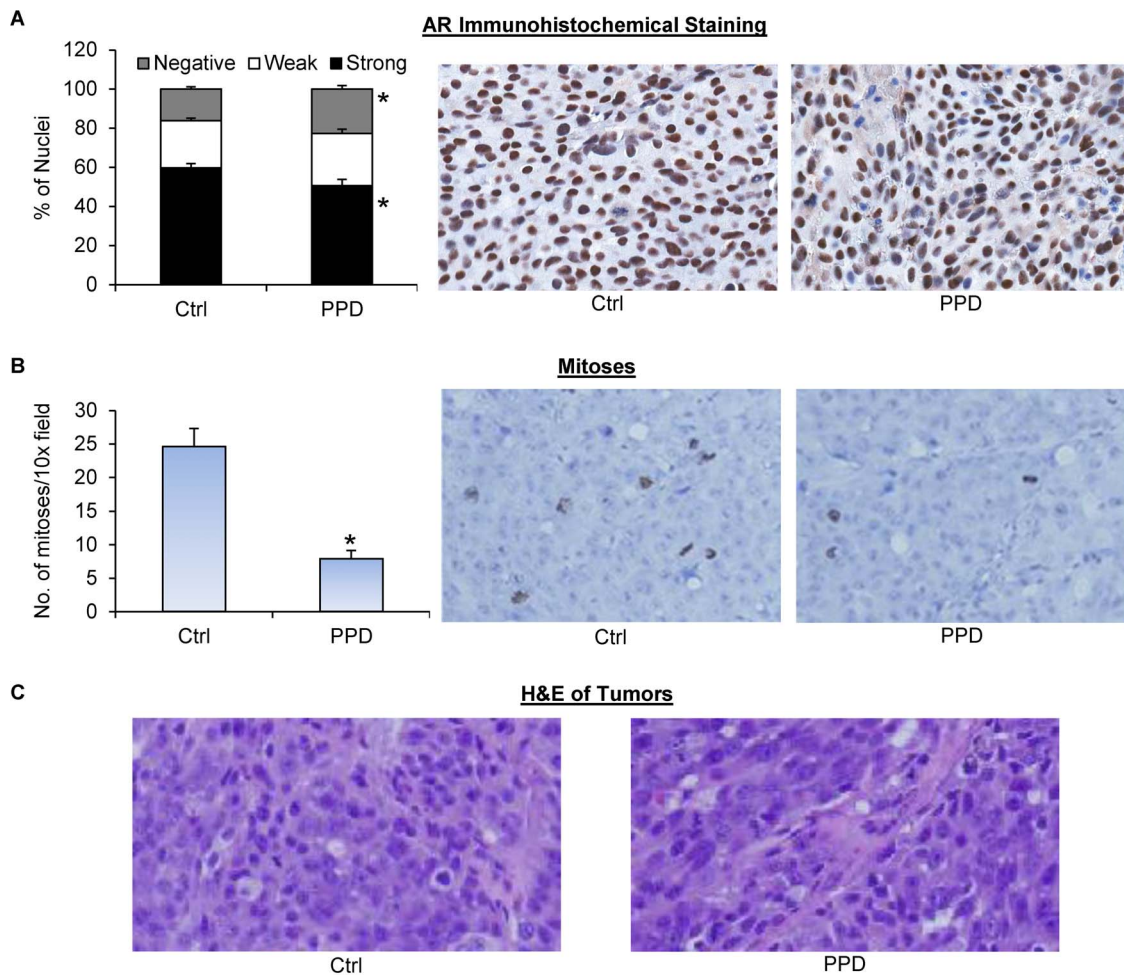 A
AR Immunohistochemical Staining
120
100
80
60
40
20
0
% of Nuclei
Negative Weak Strong
*
*
Ctrl PPD
Ctrl
PPD
B
Mitoses
30
25
20
15
10
5
0
No. of mitoses/10x field
*
Ctrl PPD
Ctrl
PPD
C
H&E of Tumors
Ctrl
PPD